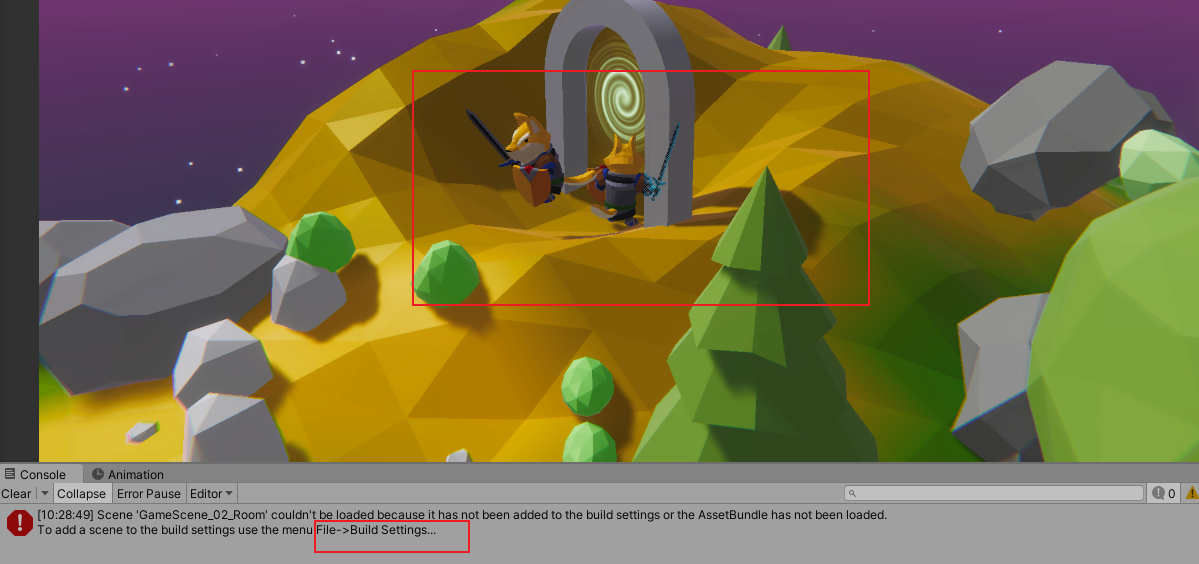 Console
Animation
Clear
Collapse
Error Pause
Editor
0
[10:28:49] Scene 'GameScene_02_Room' couldn't be loaded because it has not been added to the build settings or the AssetBundle has not been loaded.
To add a scene to the build settings use the menu File->Build Settings...